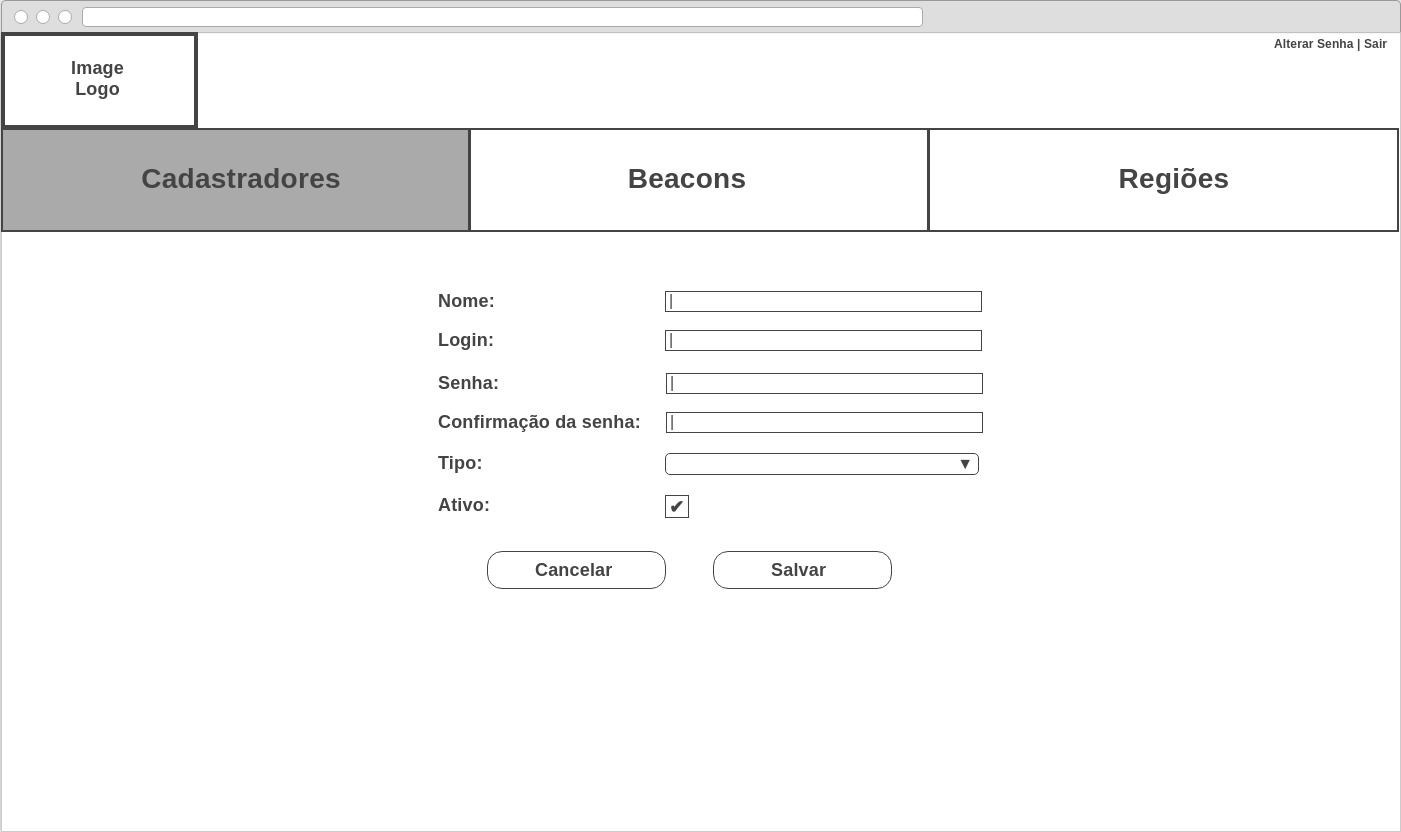 Alterar Senha | Sair
Image
Logo
Cadastradores
Beacons
Regiões
Nome:
Login:
Senha:
Confirmação da senha:
Tipo:
Ativo:
Cancelar
Salvar